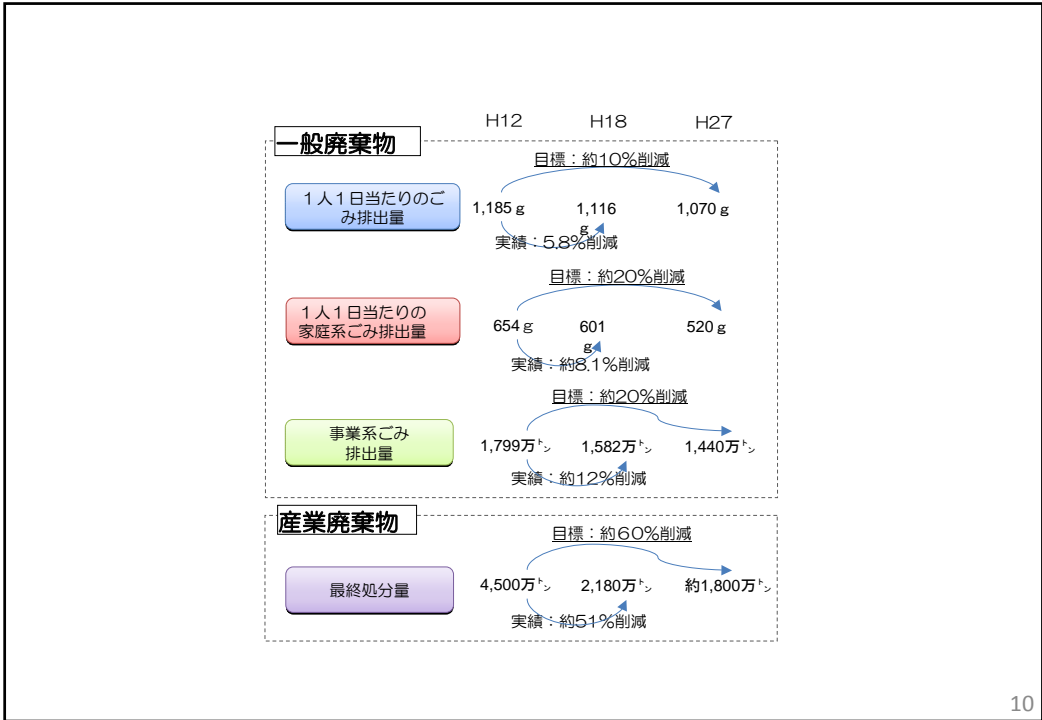 H12 H18 H27
一般廃棄物
目標：約10％削減
１人１日当たりのご
み排出量
1,185ｇ 1,116
ｇ 1,070ｇ
実績：5.8％削減
目標：約20％削減
１人１日当たりの
家庭系ごみ排出量
654ｇ 601
ｇ 520ｇ
実績：約8.1％削減
目標：約20％削減
事業系ごみ
排出量
1,799万㌧ 1,582万㌧ 1,440万㌧
実績：約12％削減
産業廃棄物
目標：約60％削減
最終処分量
4,500万㌧ 2,180万㌧ 約1,800万㌧
実績：約51％削減
10